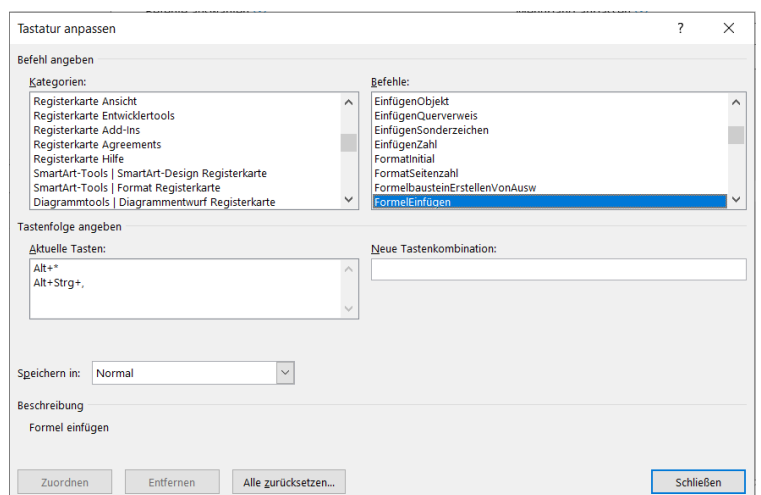 Tastatur anpassen
Befehl angeben
Kategorien:
Registerkarte Ansicht
Registerkarte Entwicklertools
Registerkarte Add-Ins
Registerkarte Agreements
Registerkarte Hilfe
SmartArt-Tools | SmartArt-Design Registerkarte
SmartArt-Tools | Format Registerkarte
Diagrammtools | Diagrammentwurf Registerkarte
Befehle:
EinfügenObjekt
EinfügenQuerverweis
EinfügenSonderzeichen
EinfügenZahl
FormatInitial
FormatSeitenzahl
FormelbausteinErstellenVonAusw
FormelEinfügen
Tastenfolge angeben
Aktuelle Tasten:
Alt+*
Alt+Strg+,
Neue Tastenkombination:
Speichern in: Normal
Beschreibung
Formel einfügen
Zuordnen Entfernen Alle zurücksetzen... Schließen